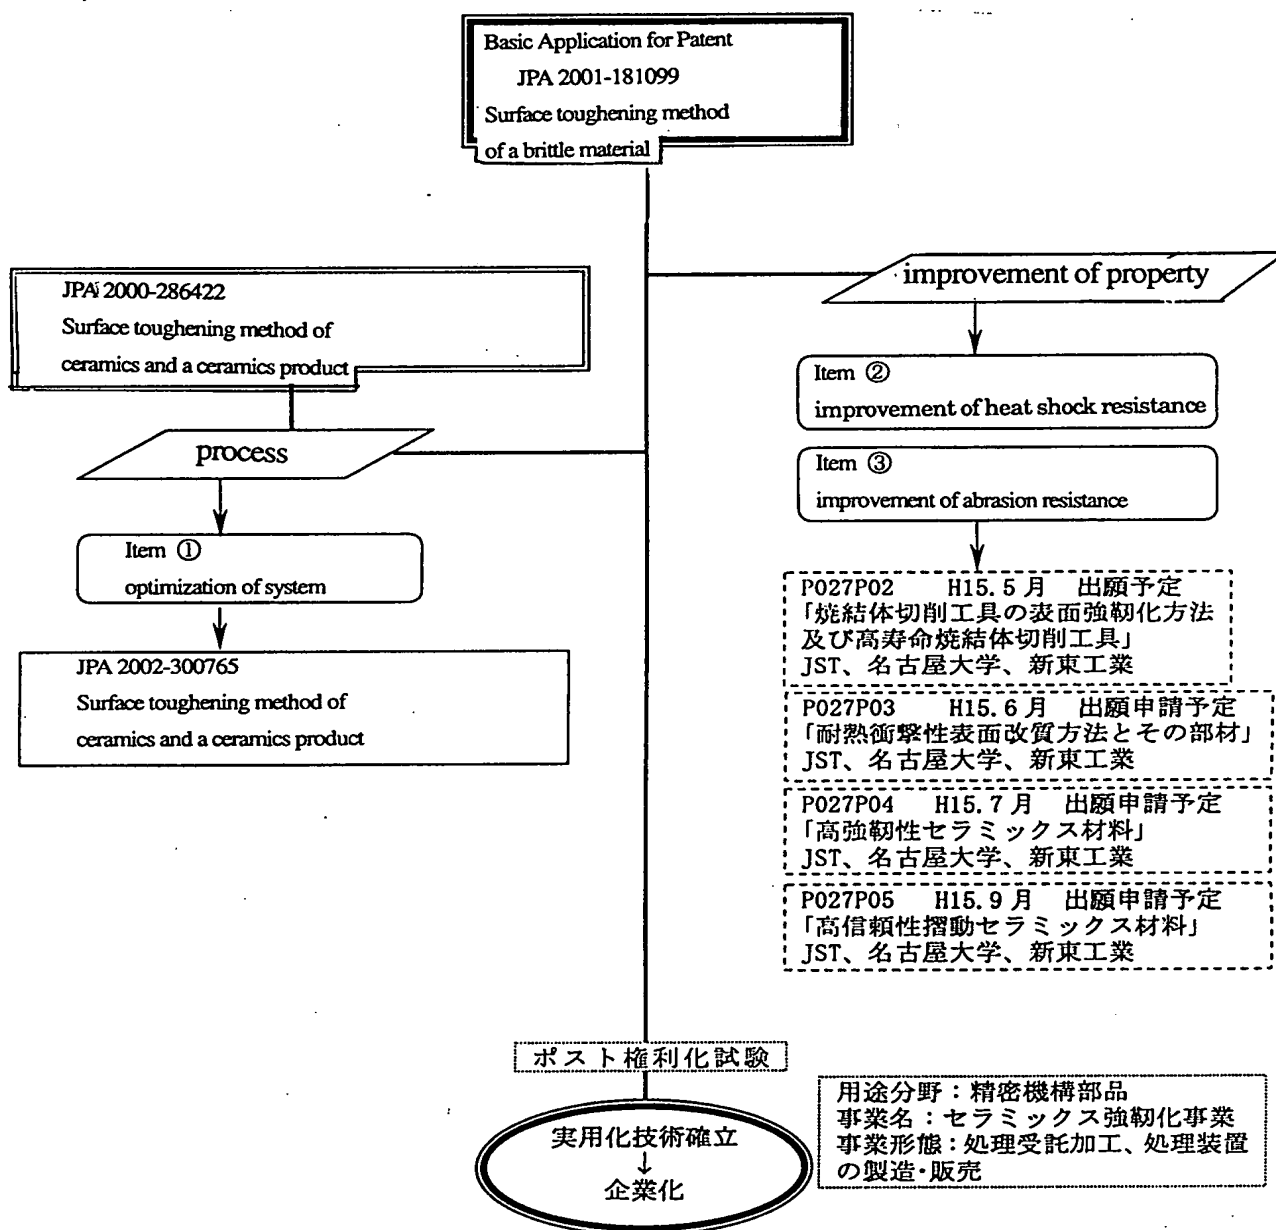 Basic Application for Patent
JPA 2001-181099
Surface toughening method
of a brittle material
JPA 2000-286422
Surface toughening method of
ceramics and a ceramics product
process
Item ①
optimization of system
JPA 2002-300765
Surface toughening method of
ceramics and a ceramics product
improvement of property
Item ②
improvement of heat shock resistance
Item ③
improvement of abrasion resistance
P027P02 H15.5月 出願予定
「焼結体切削工具の表面強靭化方法
及び高寿命焼結体切削工具」
JST、名古屋大学、新東工業
P027P03 H15.6月 出願申請予定
「耐熱衝撃性表面改質方法とその部材」
JST、名古屋大学、新東工業
P027P04 H15.7月 出願申請予定
「高強靭性セラミックス材料」
JST、名古屋大学、新東工業
P027P05 H15.9月 出願申請予定
「高信頼性摺動セラミックス材料」
JST、名古屋大学、新東工業
ポスト権利化試験
実用化技術確立
↓
企業化
用途分野：精密機構部品
事業名：セラミックス強靭化事業
事業形態：処理受託加工、処理装置
の製造・販売